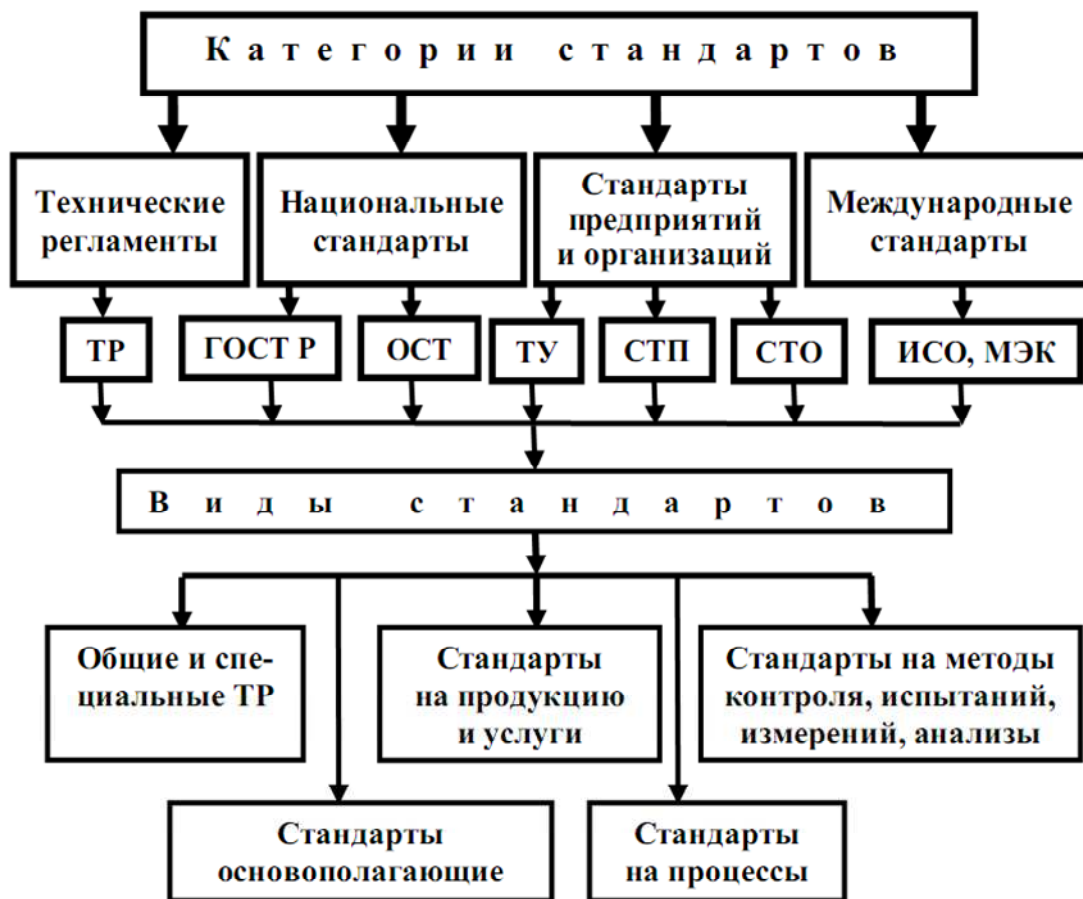 Категории стандартов
Технические
регламенты
Национальные
стандарты
Стандарты
предприятий
и организаций
Международные
стандарты
ТР
ГОСТ Р
ОСТ
ТУ
СТП
СТО
ИСО, МЭК
Виды стандартов
Общие и спе-
циальные ТР
Стандарты
на продукцию
и услуги
Стандарты на методы
контроля, испытаний,
измерений, анализы
Стандарты
основополагающие
Стандарты
на процессы